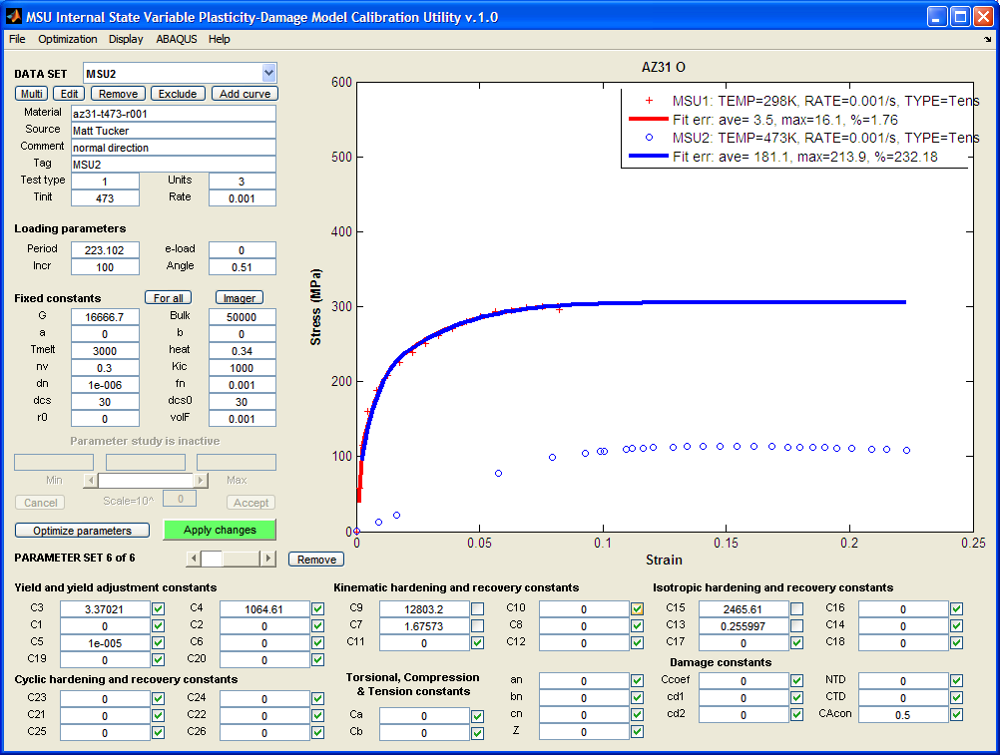 MSU Internal State Variable Plasticity-Damage Model Calibration Utility v.1.0
File Optimization Display ABAQUS Help
DATA SET MSU2
Multi Edit Remove Exclude Add curve
Material az31-t473-r001
Source Matt Tucker
Comment normal direction
Tag MSU2
Test type 1 Units 3
Tinit 473 Rate 0.001
Loading parameters
Period 223.102 e-load 0
Incr 100 Angle 0.51
Fixed constants For all Imager
G 16666.7 Bulk 50000
a 0 b 0
Tmelt 3000 heat 0.34
nv 0.3 Kic 1000
dn 1e-006 fn 0.001
dcs 30 dcs0 30
r0 0 volF 0.001
Parameter study is inactive
Min Max
Cancel Scale=10^ 0 Accept
Optimize parameters Apply changes
PARAMETER SET 6 of 6 Remove
AZ31 O
MSU1: TEMP=298K, RATE=0.001/s, TYPE=Tens
Fit err: ave= 3.5, max=16.1, %=1.76
MSU2: TEMP=473K, RATE=0.001/s, TYPE=Tens
Fit err: ave= 181.1, max=213.9, %=232.18
600
500
400
300
200
100
0
Stress (MPa)
0 0.05 0.1 0.15 0.2 0.25
Strain
Yield and yield adjustment constants
C3 3.37021 C4 1064.61
C1 0 C2 0
C5 1e-005 C6 0
C19 0 C20 0
Cyclic hardening and recovery constants
C23 0 C24 0
C21 0 C22 0
C25 0 C26 0
Kinematic hardening and recovery constants
C9 12803.2 C10 0
C7 1.67573 C8 0
C11 0 C12 0
Torsional, Compression
& Tension constants
Ca 0
Cb 0
an 0
bn 0
cn 0
Z 0
Isotropic hardening and recovery constants
C15 2465.61 C16 0
C13 0.255997 C14 0
C17 0 C18 0
Damage constants
Ccoef 0 NTD 0
cd1 0 CTD 0
cd2 0 CAcon 0.5